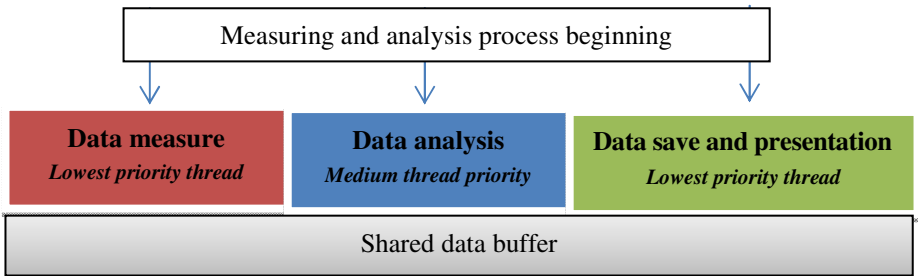 Measuring and analysis process beginning
Data measure
Lowest priority thread
Data analysis
Medium thread priority
Data save and presentation
Lowest priority thread
Shared data buffer